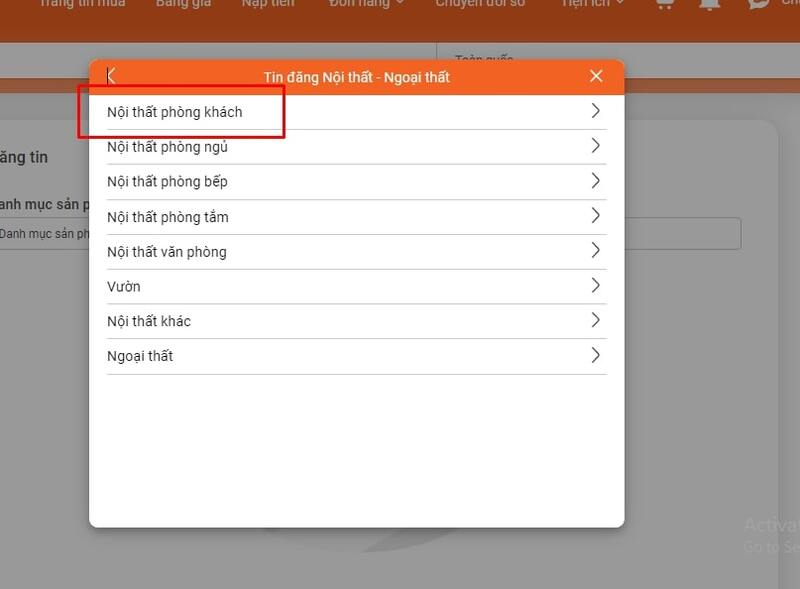 Trang tin mua Bảng giá Nạp tiền Đơn hàng Chuyển đổi số Tiện ích
Toàn quốc
Tin đăng Nội thất - Ngoại thất
Nội thất phòng khách
Nội thất phòng ngủ
ăng tin
Nội thất phòng bếp
anh mục sản p
Nội thất phòng tắm
Danh mục sản ph
Nội thất văn phòng
Vườn
Nội thất khác
Ngoại thất
Activa
Go to Se